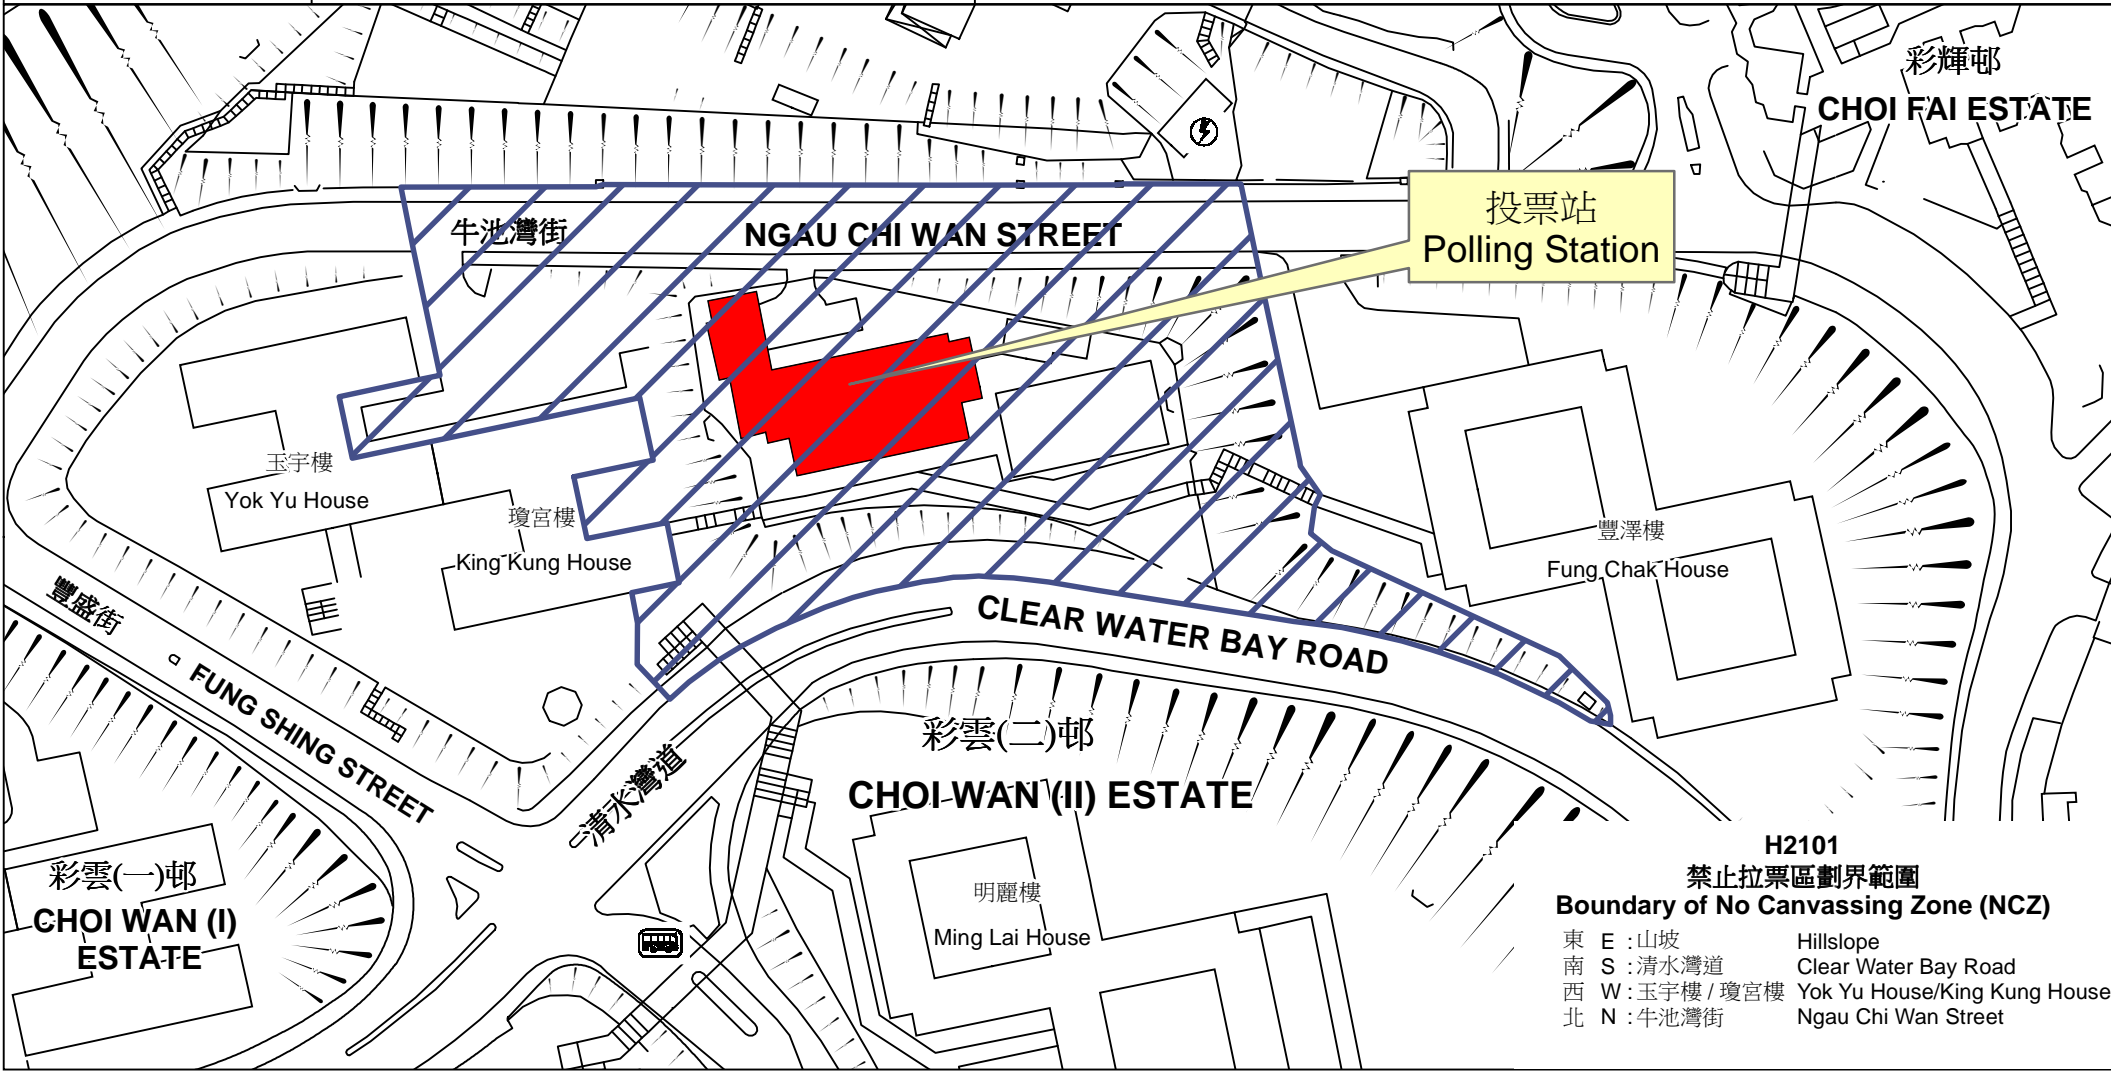 彩輝邨
CHOI FAI ESTATE
投票站
Polling Station
牛池灣街
NGAU CHI WAN STREET
玉宇樓
Yok Yu House
瓊宮樓
King Kung House
豐澤樓
Fung Chak House
豐盛街
FUNG SHING STREET
清水灣道
CLEAR WATER BAY ROAD
彩雲(二)邨
CHOI WAN (II) ESTATE
彩雲(一)邨
CHOI WAN (I)
ESTATE
明麗樓
Ming Lai House
H2101
禁止拉票區劃界範圍
Boundary of No Canvassing Zone (NCZ)
東 E :山坡 Hillslope
南 S :清水灣道 Clear Water Bay Road
西 W :玉宇樓 / 瓊宮樓 Yok Yu House/King Kung House
北 N :牛池灣街 Ngau Chi Wan Street